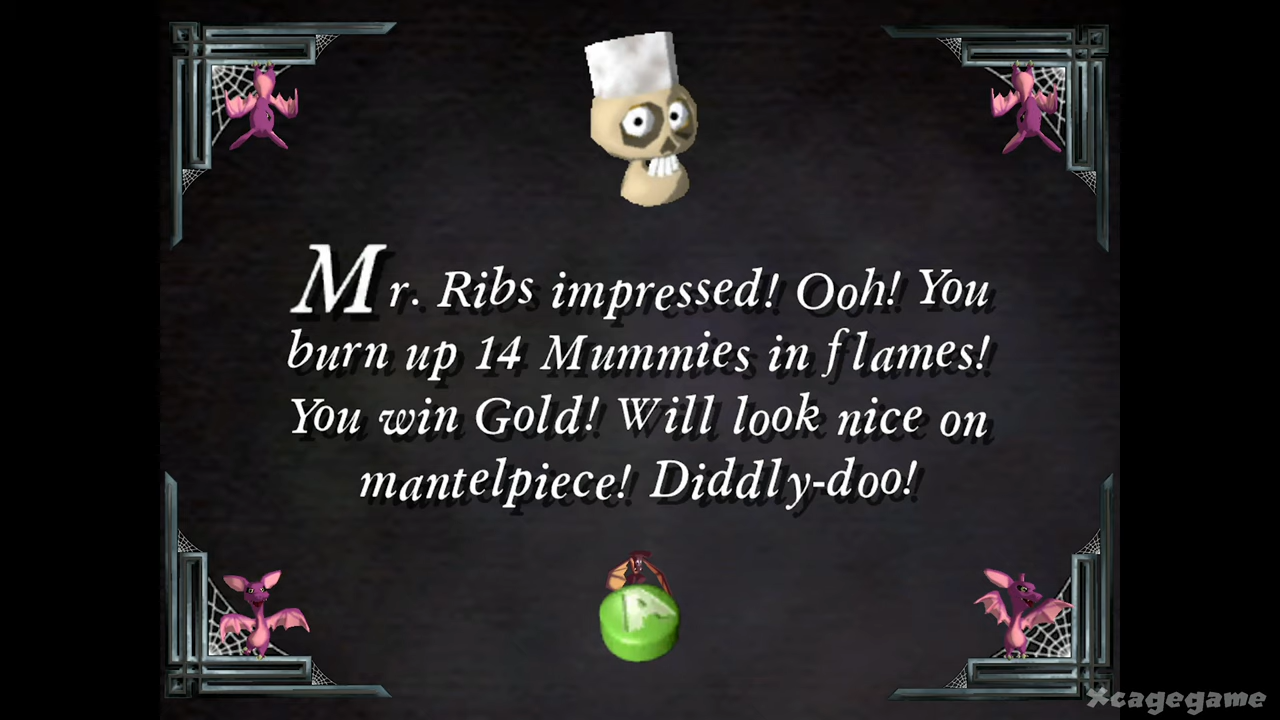 Mr. Ribs impressed! Ooh! You
burn up 14 Mummies in flames!
You win Gold! Will look nice on
mantelpiece! Diddly-doo!
A
Xcagegame